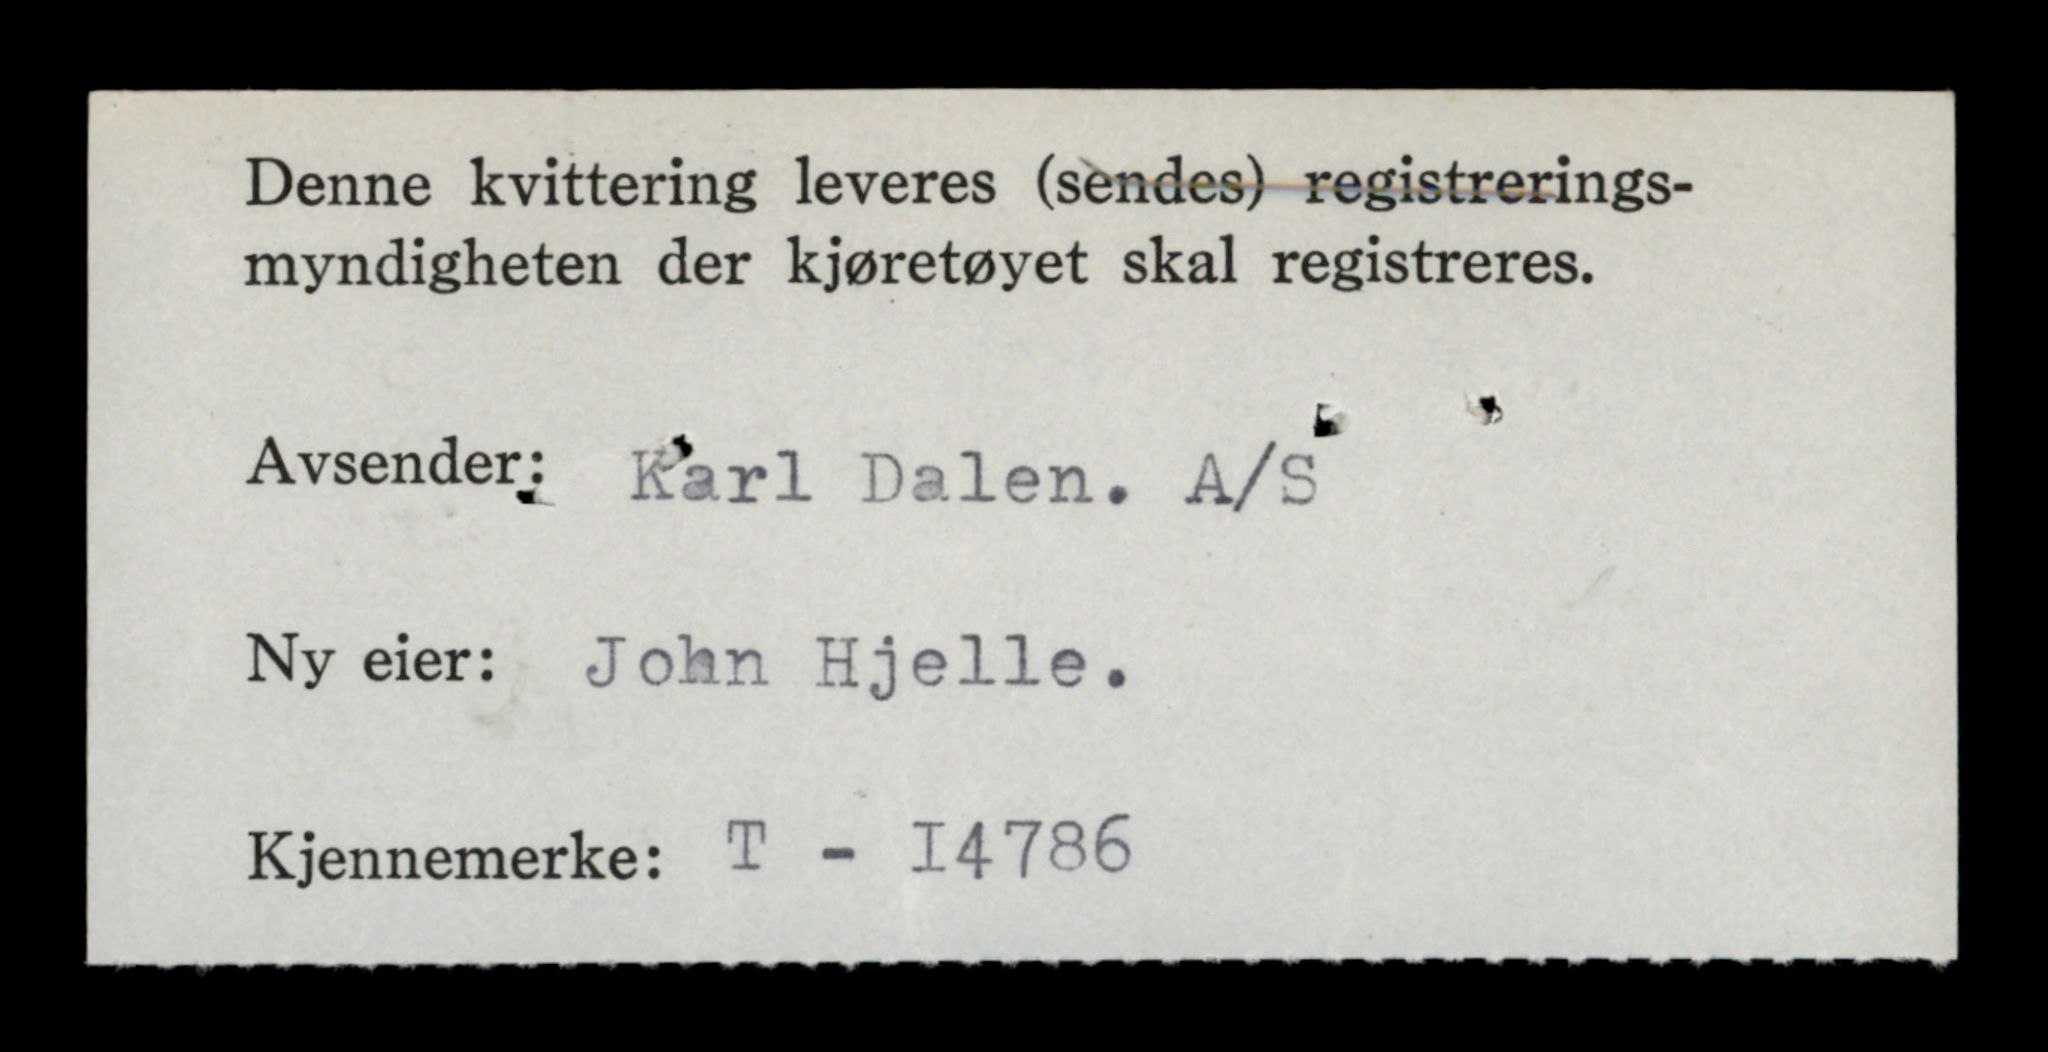 Denne kvittering leveres (sendes) registrerings-
myndigheten der kjøretøyet skal registreres.
Avsender: Karl Dalen. A/S
Ny eier: John Hjelle.
Kjennemerke: T - I4786